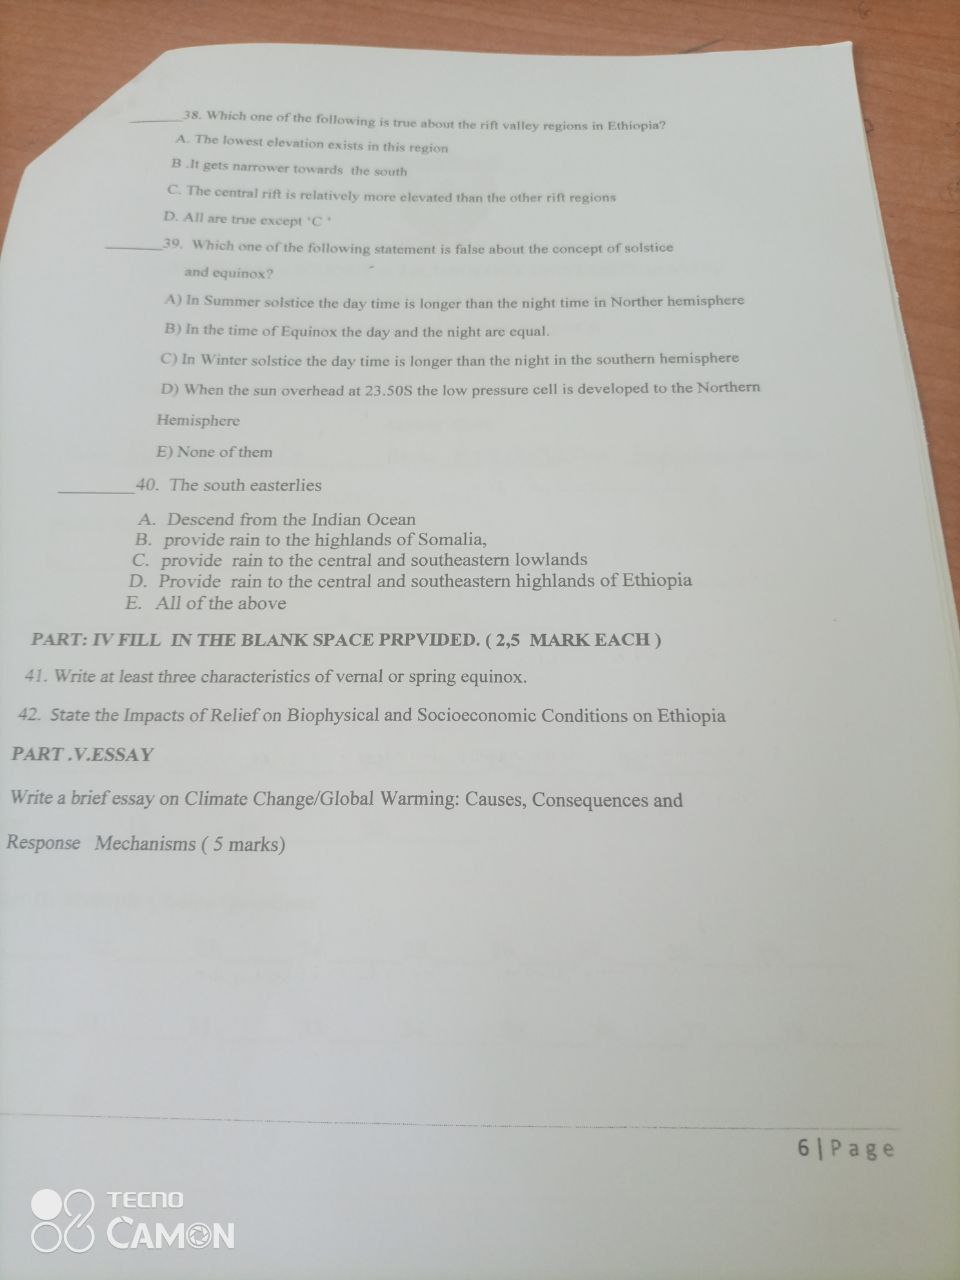 ______38. Which one of the following is true about the rift valley regions in Ethiopia?
A. The lowest elevation exists in this region
B .It gets narrower towards the south
C. The central rift is relatively more elevated than the other rift regions
D. All are true except 'C '
______39. Which one of the following statement is false about the concept of solstice
and equinox?
A) In Summer solstice the day time is longer than the night time in Norther hemisphere
B) In the time of Equinox the day and the night are equal.
C) In Winter solstice the day time is longer than the night in the southern hemisphere
D) When the sun overhead at 23.50S the low pressure cell is developed to the Northern
Hemisphere
E) None of them
________40. The south easterlies
A. Descend from the Indian Ocean
B. provide rain to the highlands of Somalia,
C. provide rain to the central and southeastern lowlands
D. Provide rain to the central and southeastern highlands of Ethiopia
E. All of the above
PART: IV FILL IN THE BLANK SPACE PRPVIDED. ( 2,5 MARK EACH )
41. Write at least three characteristics of vernal or spring equinox.
42. State the Impacts of Relief on Biophysical and Socioeconomic Conditions on Ethiopia
PART .V.ESSAY
Write a brief essay on Climate Change/Global Warming: Causes, Consequences and
Response Mechanisms ( 5 marks)
6 | P a g e
TECNO
CAMON